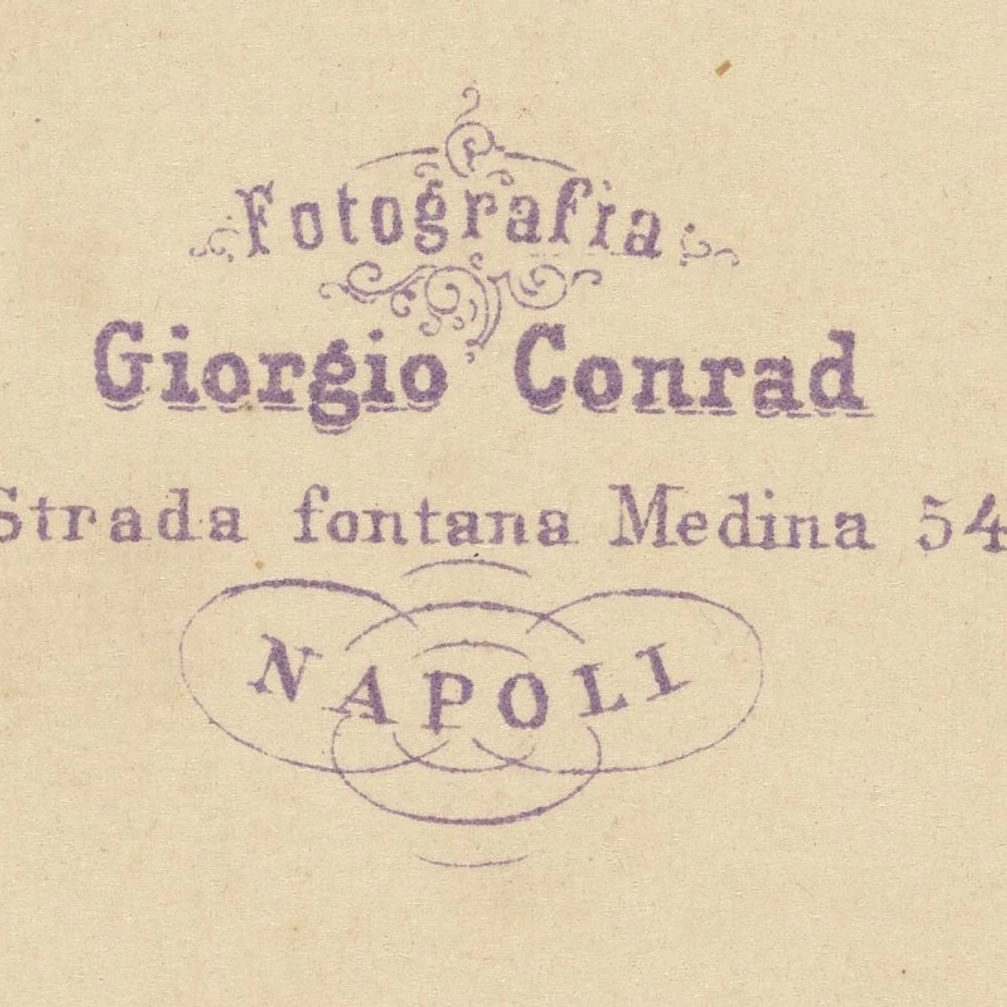 Fotografia
Giorgio Conrad
Strada fontana Medina 54
NAPOLI